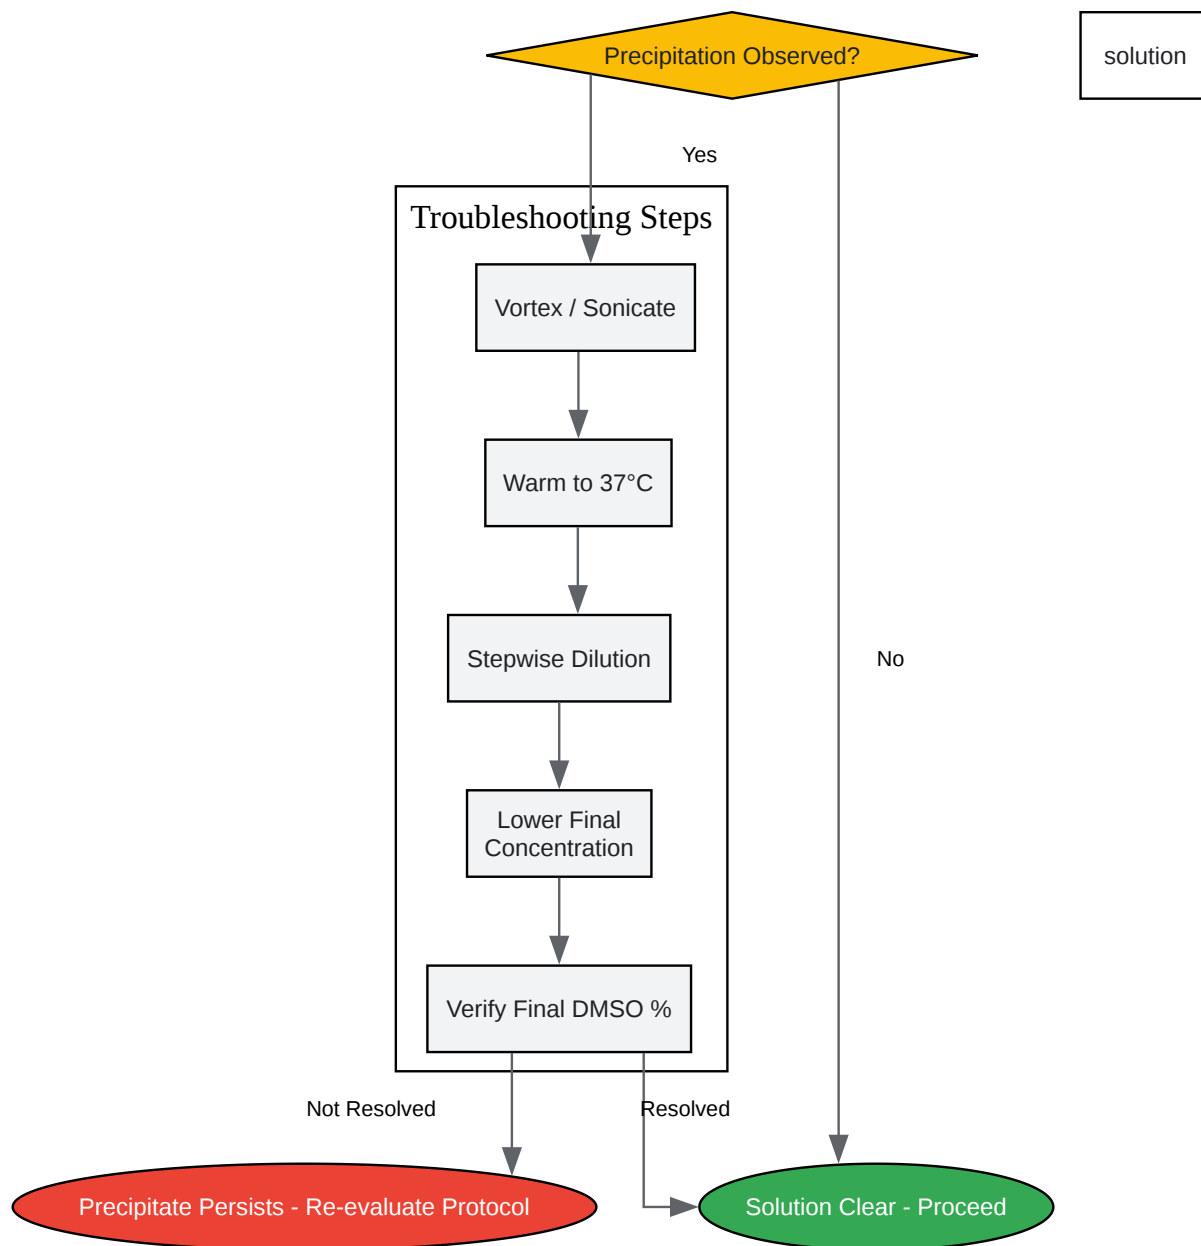 Precipitation Observed?
solution
Yes
Troubleshooting Steps
Vortex / Sonicate
Warm to 37°C
Stepwise Dilution
No
Lower Final
Concentration
Verify Final DMSO %
Not Resolved
Resolved
Precipitate Persists - Re-evaluate Protocol
Solution Clear - Proceed